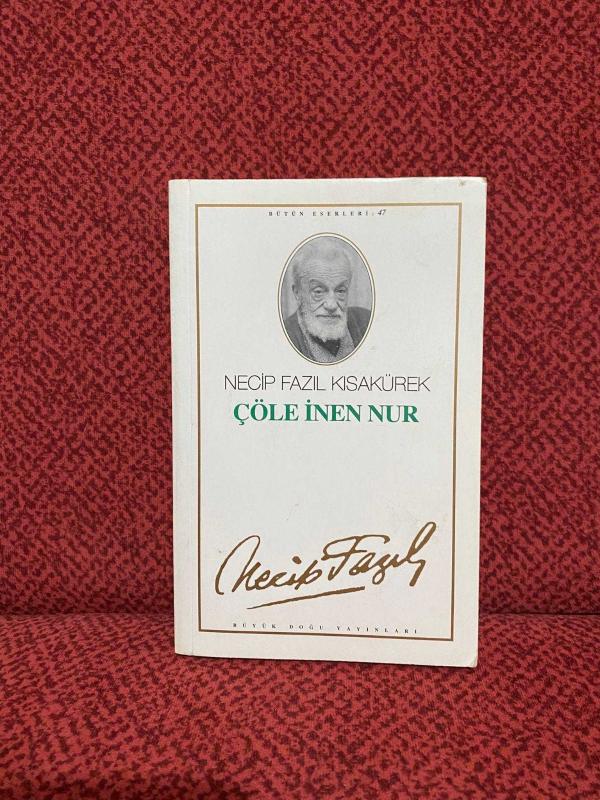 BÜTÜN ESERLERİ: 47
NECİP FAZIL KISAKÜREK
ÇÖLE İNEN NUR
Necip Fazıl
BÜYÜK DOĞU YAYINLARI